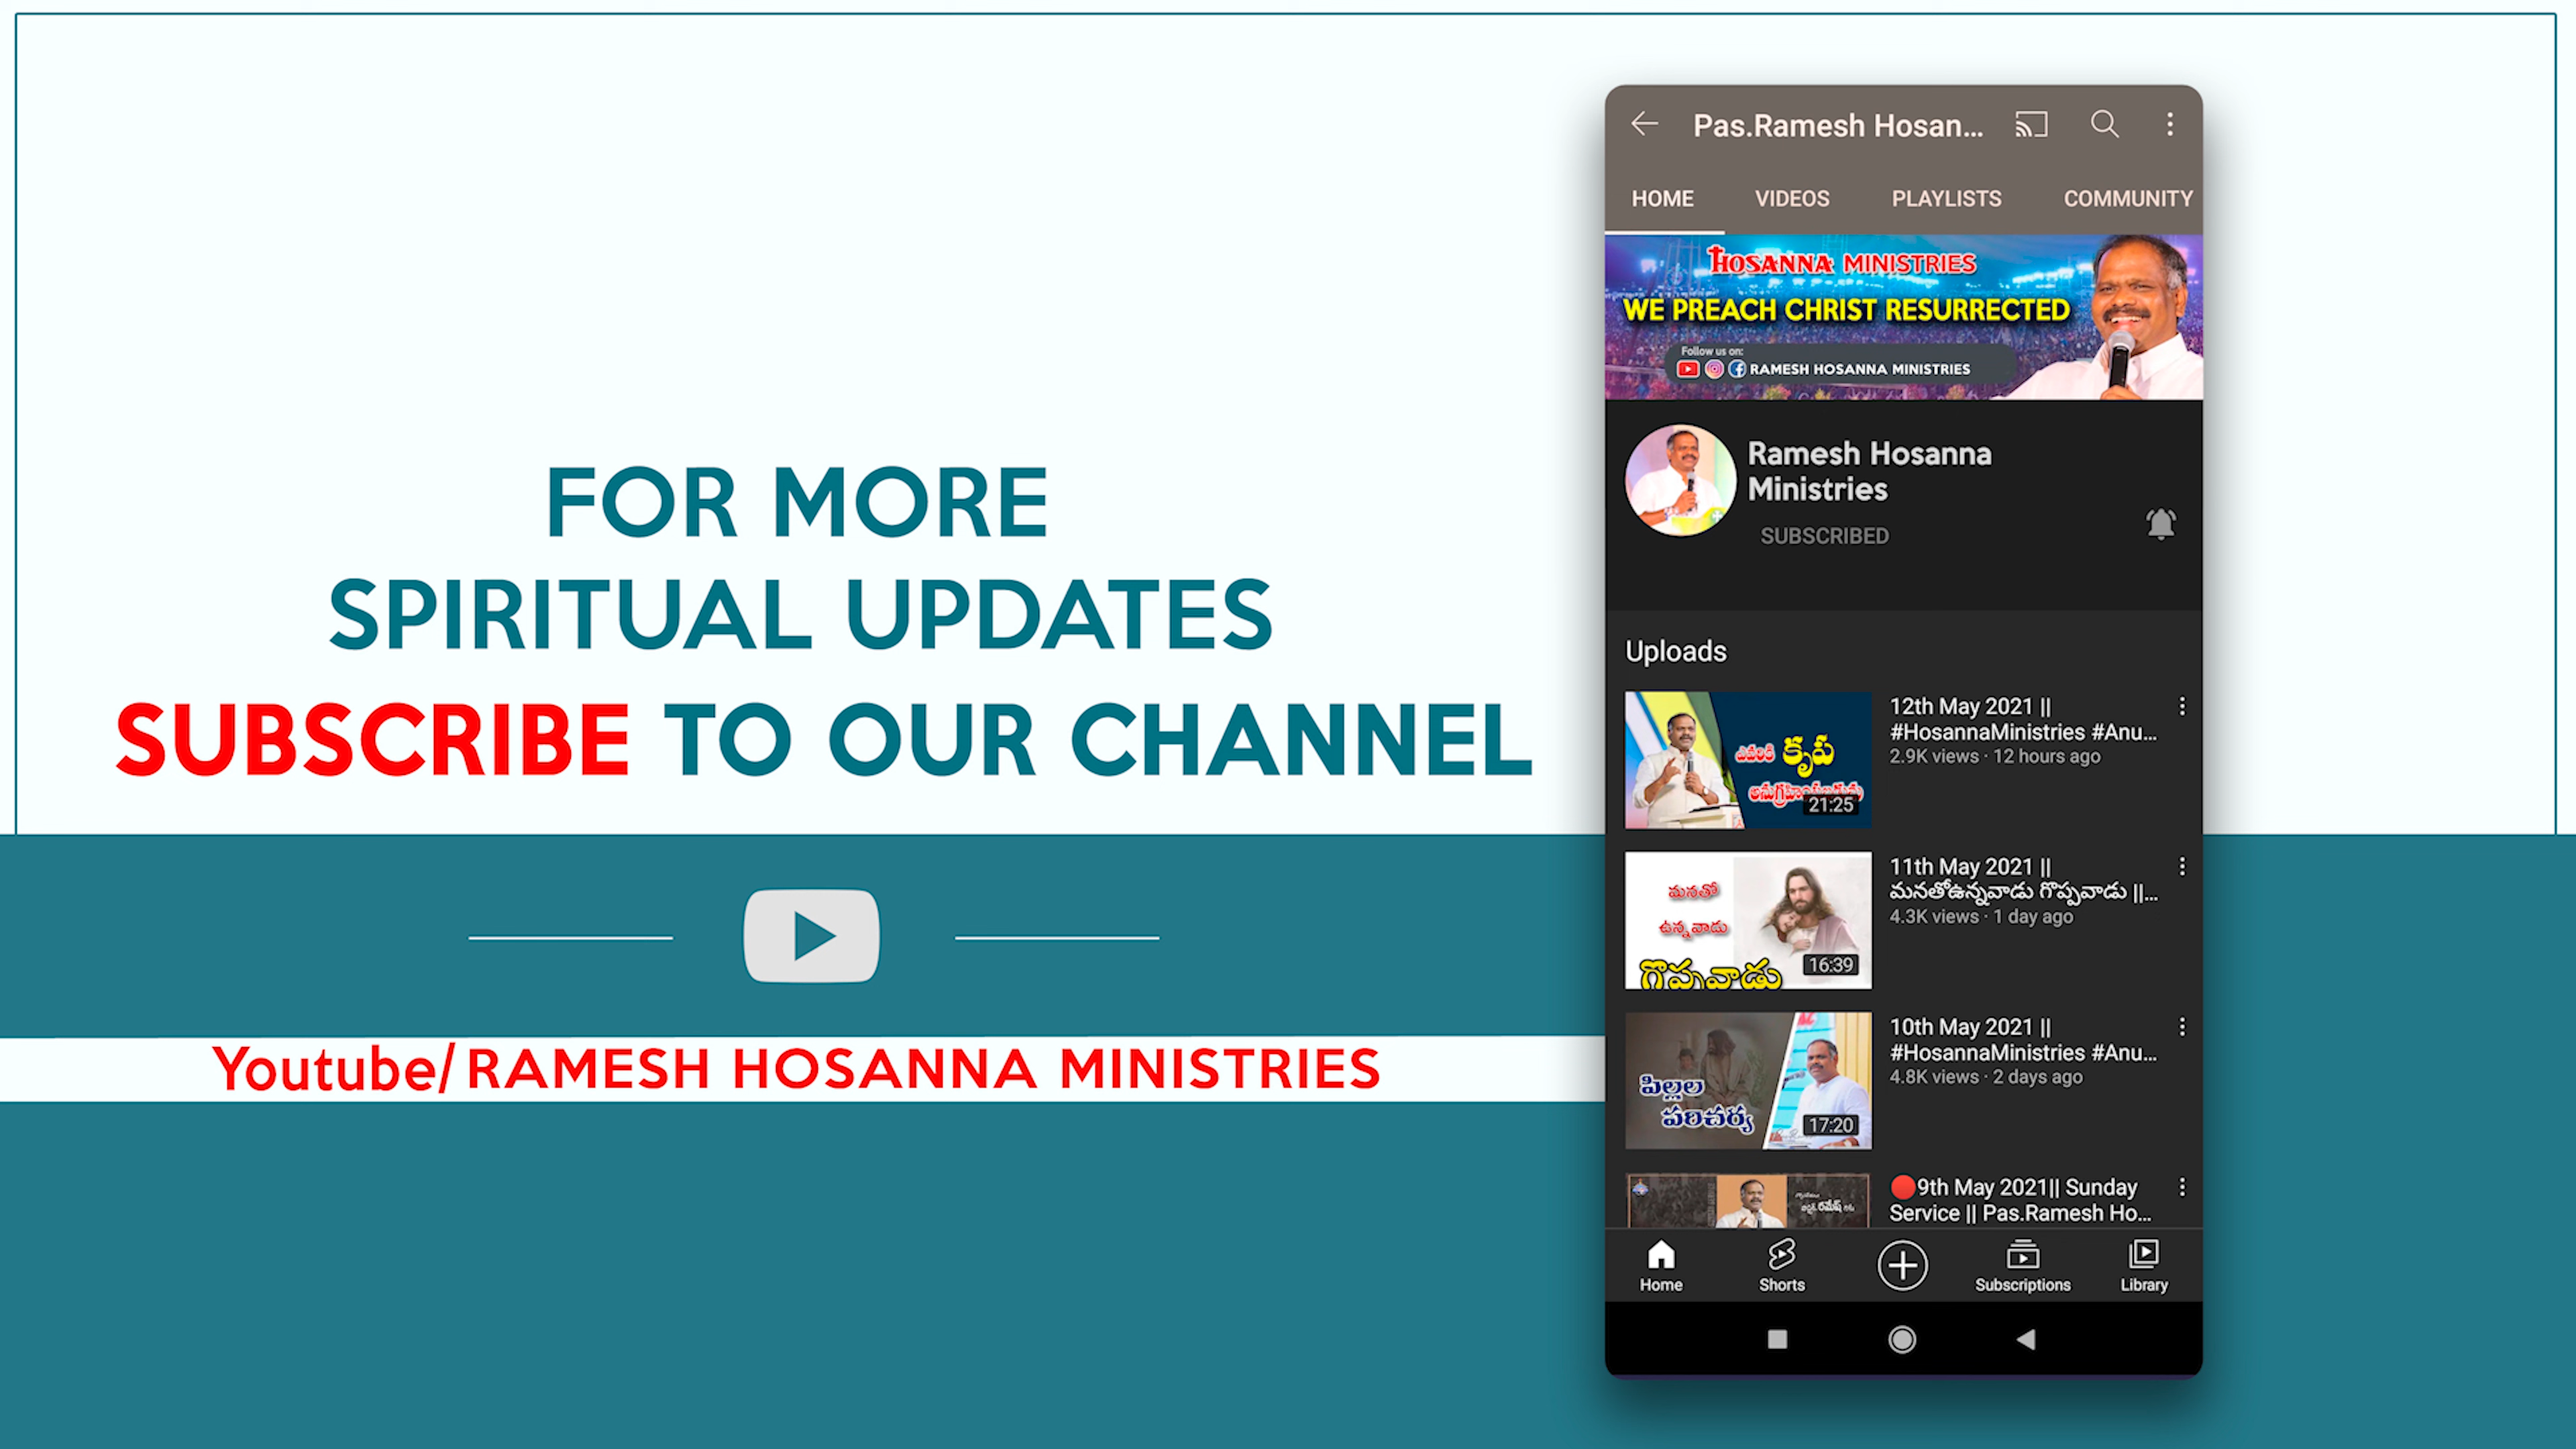 FOR MORE
SPIRITUAL UPDATES
SUBSCRIBE TO OUR CHANNEL
Youtube/RAMESH HOSANNA MINISTRIES
Pas.Ramesh Hosan...
HOME VIDEOS PLAYLISTS COMMUNITY
HOSANNA MINISTRIES
WE PREACH CHRIST RESURRECTED
Follow us on:
RAMESH HOSANNA MINISTRIES
Ramesh Hosanna
Ministries
SUBSCRIBED
Uploads
ఎవరికి కృప
21:25
12th May 2021 ||
#HosannaMinistries #Anu...
2.9K views · 12 hours ago
మనతో
ఉన్నవాడు
గొప్పవాడు
16:39
11th May 2021 ||
మనతోఉన్నవాడు గొప్పవాడు ||...
4.3K views · 1 day ago
పిల్లల
పరిచర్య
17:20
10th May 2021 ||
#HosannaMinistries #Anu...
4.8K views · 2 days ago
9th May 2021|| Sunday
Service || Pas.Ramesh Ho...
Home Shorts Subscriptions Library